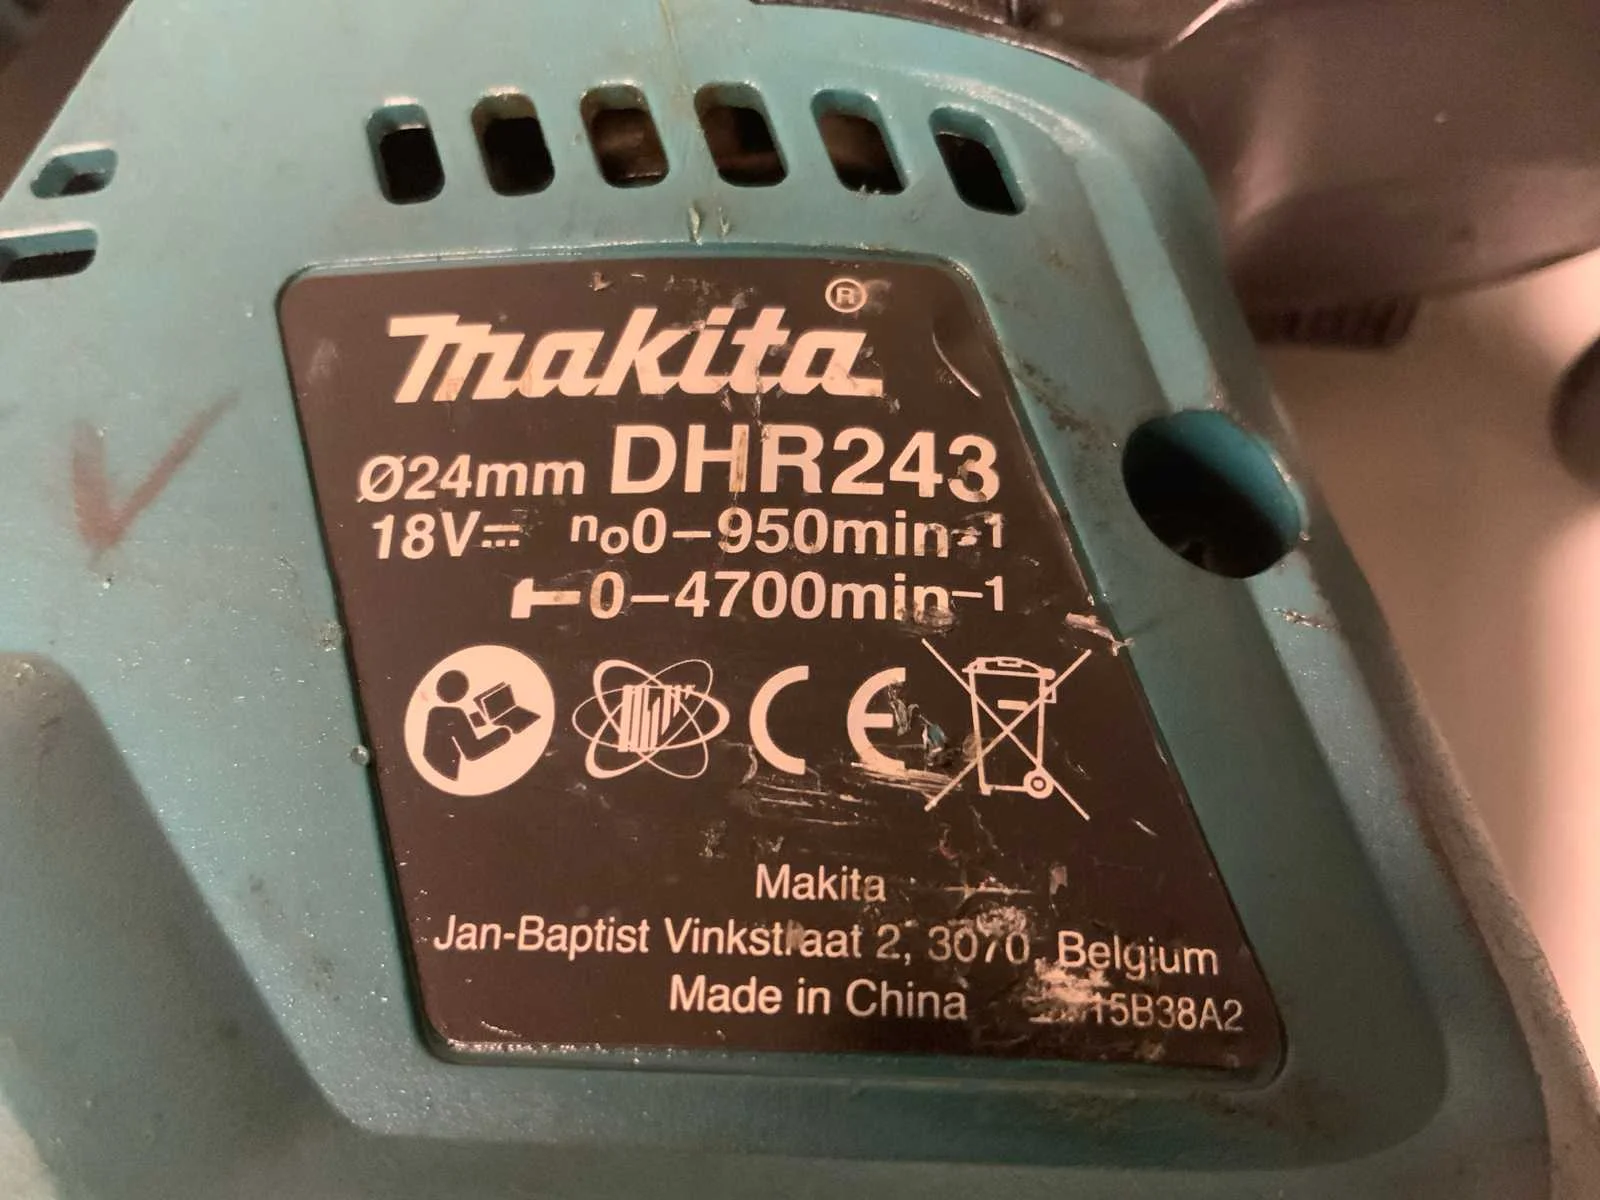 makita®
Ø24mm DHR243
18V⎓ no0–950min–1
0–4700min–1
CE
Makita
Jan-Baptist Vinkstraat 2, 3070, Belgium
Made in China